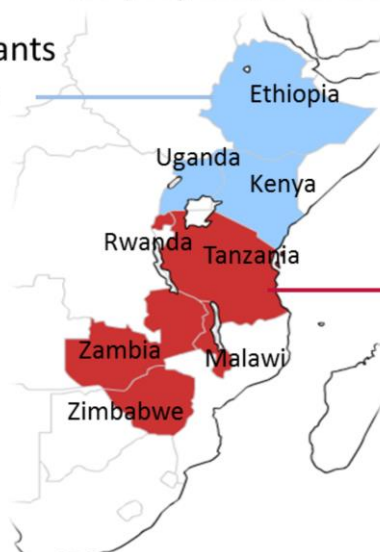 ants
Ethiopia
Uganda
Kenya
Rwanda
Tanzania
Zambia
Malawi
Zimbabwe